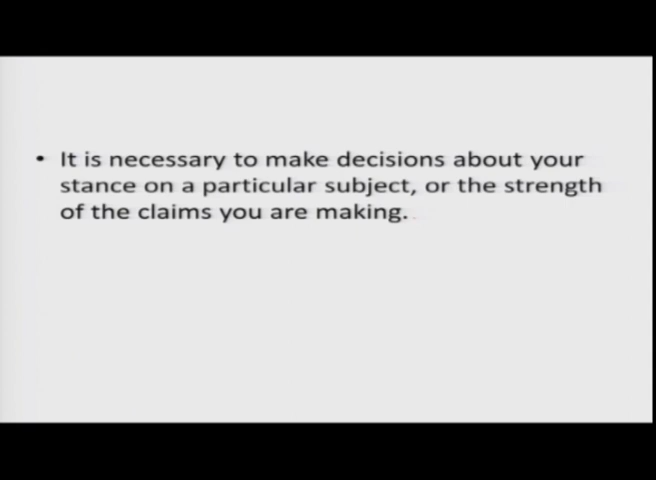 • It is necessary to make decisions about your
stance on a particular subject, or the strength
of the claims you are making.